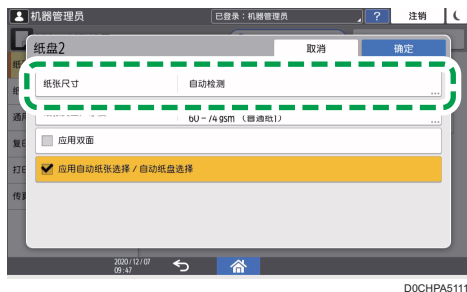 机器管理员
已登录：机器管理员
?
注销
纸盘2
取消
确定
纸张尺寸
自动检测
60 – 74 gsm （普通纸1）
应用双面
应用自动纸张选择 / 自动纸盘选择
2020/12/07
09:47
D0CHPA5111